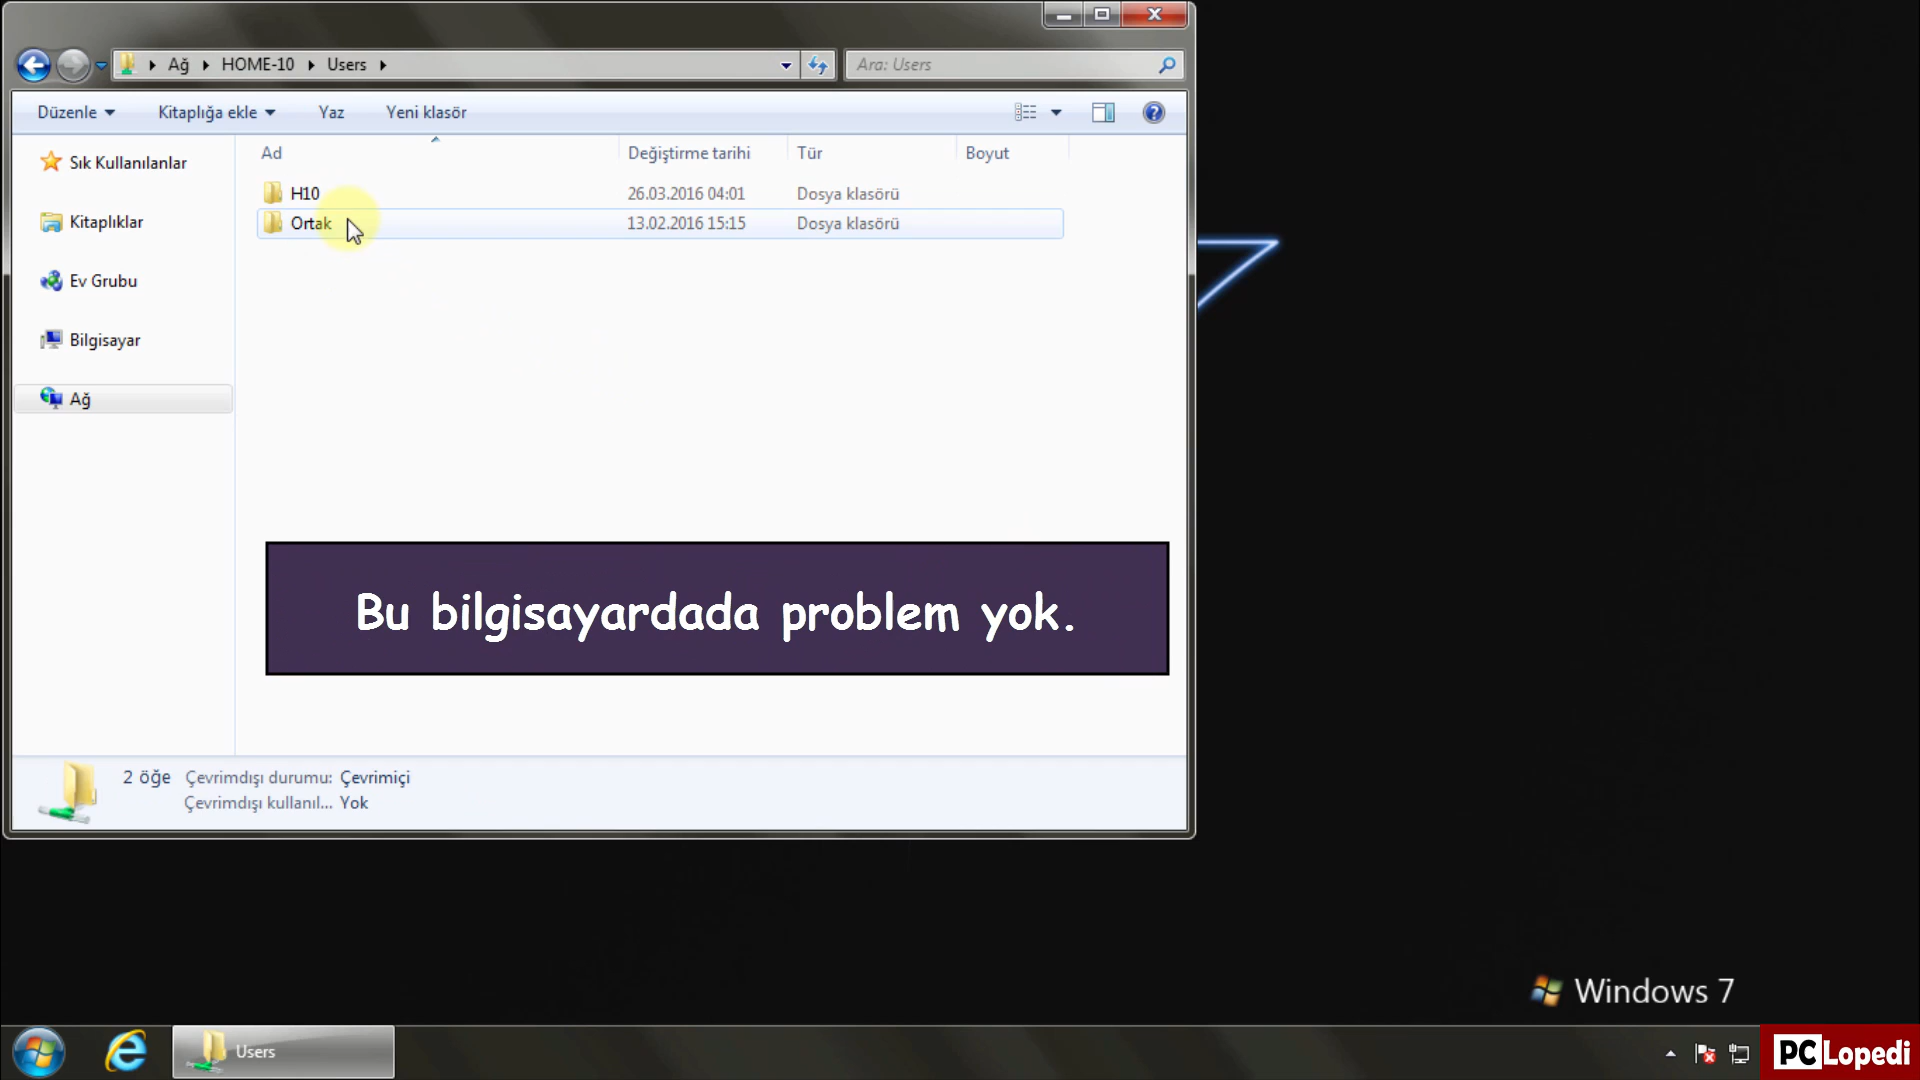 Ağ HOME-10 Users
Ara: Users
Düzenle Kitaplığa ekle Yaz Yeni klasör
Ad Değiştirme tarihi Tür Boyut
Sık Kullanılanlar
Kitaplıklar
Ev Grubu
Bilgisayar
Ağ
H10 26.03.2016 04:01 Dosya klasörü
Ortak 13.02.2016 15:15 Dosya klasörü
Bu bilgisayardada problem yok.
2 öğe Çevrimdışı durumu: Çevrimiçi
Çevrimdışı kullanıl... Yok
Windows 7
Users
PC Lopedi